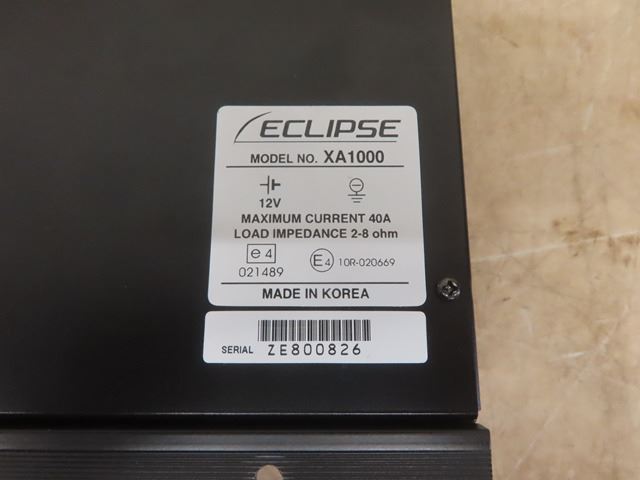 ECLIPSE
MODEL NO. XA1000
12V
MAXIMUM CURRENT 40A
LOAD IMPEDANCE 2-8 ohm
e 4 E4 10R-020669
021489
MADE IN KOREA
SERIAL ZE800826